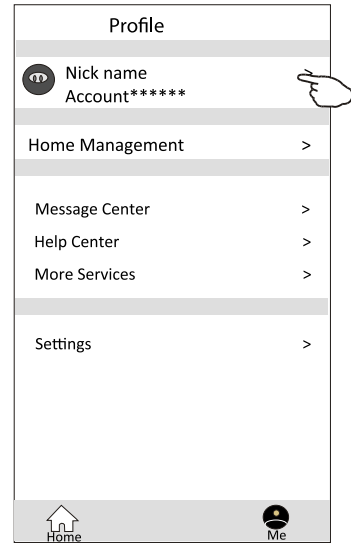 Profile
Nick name
Account******
Home Management >
Message Center >
Help Center >
More Services >
Settings >
Home Me